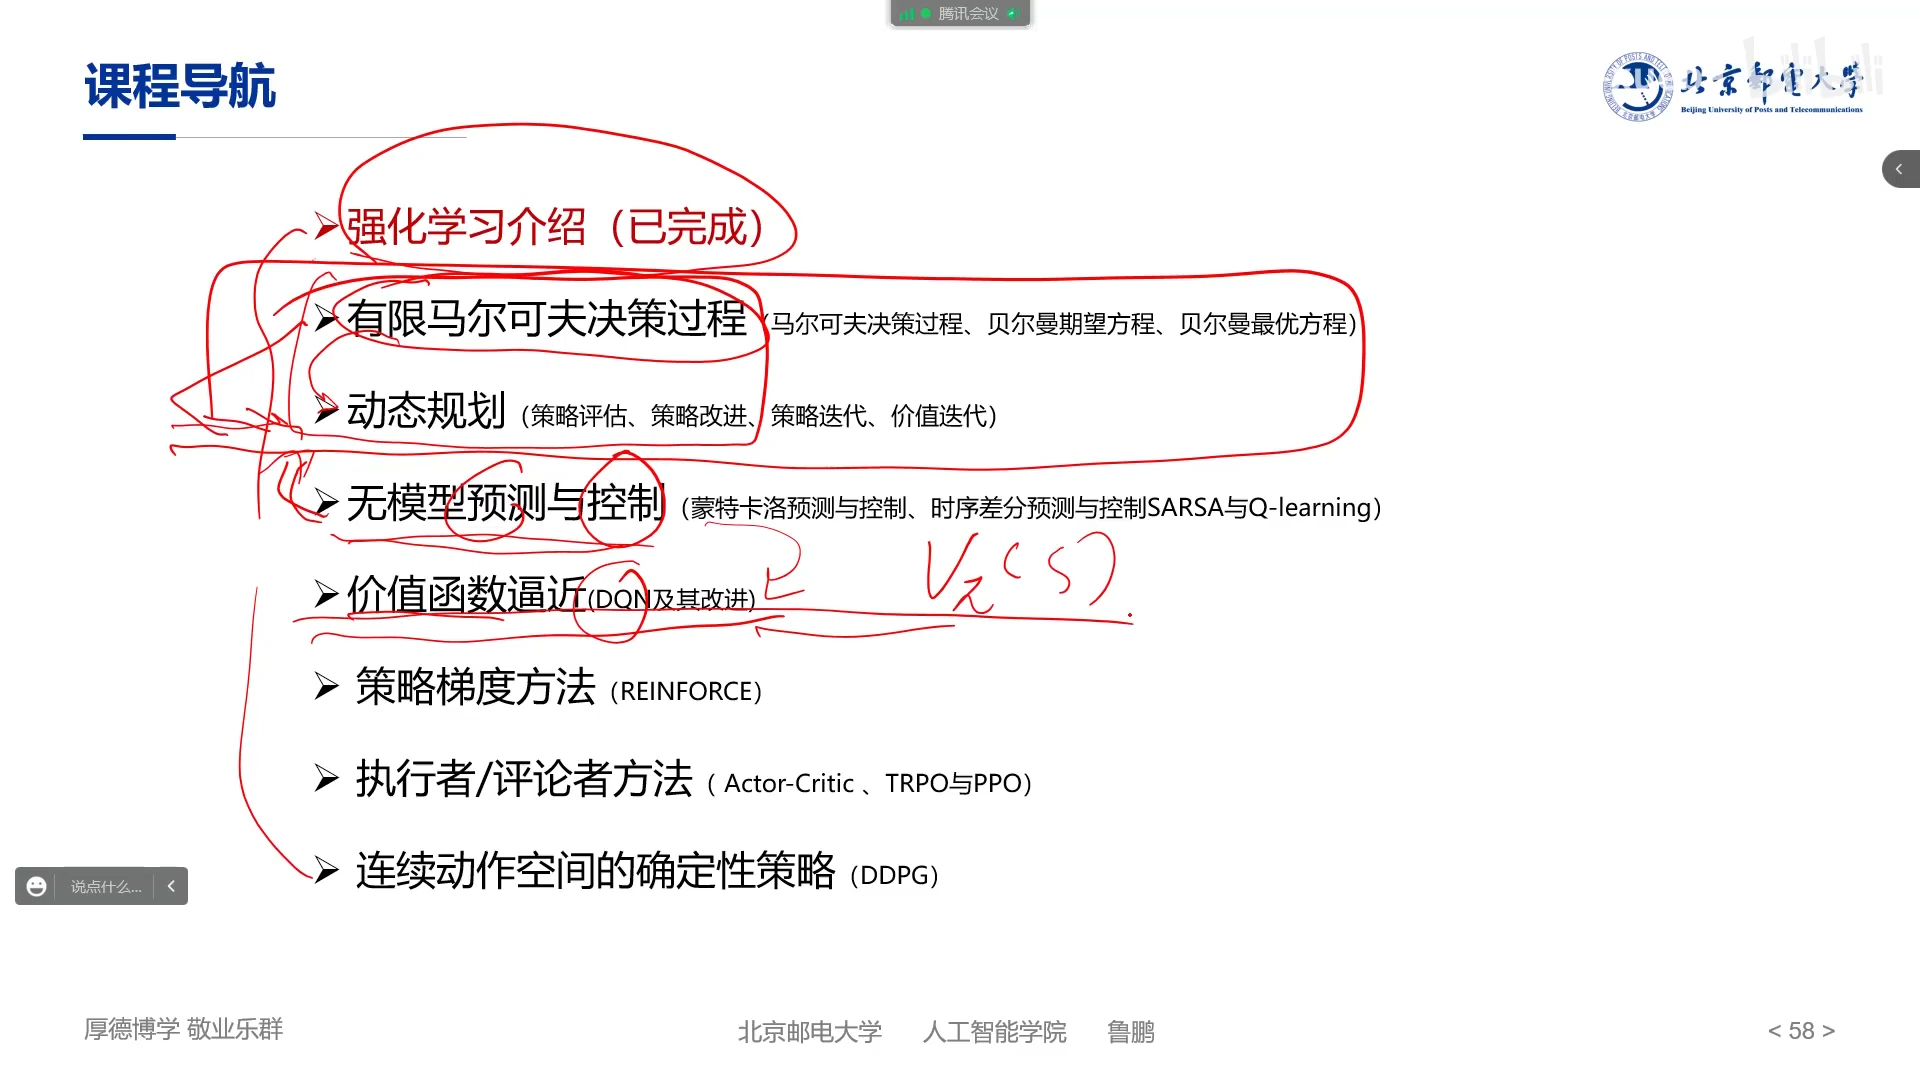 腾讯会议
课程导航
北京邮电大学
Beijing University of Posts and Telecommunications
强化学习介绍（已完成）
有限马尔可夫决策过程（马尔可夫决策过程、贝尔曼期望方程、贝尔曼最优方程）
动态规划（策略评估、策略改进、策略迭代、价值迭代）
无模型预测与控制（蒙特卡洛预测与控制、时序差分预测与控制SARSA与Q-learning）
价值函数逼近(DQN及其改进)
Vπ(s)
策略梯度方法（REINFORCE）
执行者/评论者方法（ Actor-Critic 、TRPO与PPO）
连续动作空间的确定性策略（DDPG）
说点什么...
厚德博学 敬业乐群
北京邮电大学 人工智能学院 鲁鹏
< 58 >